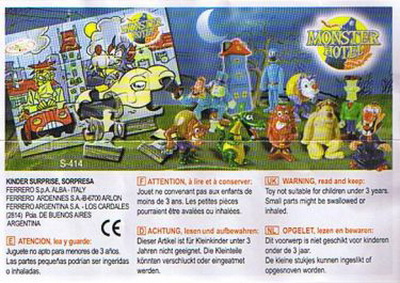 MONSTER
HOTEL
MONSTER
HOTEL
S-414
KINDER SURPRISE, SORPRESA
FERRERO S.p.A. ALBA - ITALY
FERRERO ARDENNES S.A.-B-6700 ARLON
FERRERO ARGENTINA S.A. - LOS CARDALES
(2814) Pcia. DE BUENOS AIRES
ARGENTINA
CE
E ATENCION, lea y guarde:
Juguete no apto para menores de 3 años.
Las partes pequeñas podrían ser ingeridas
o inhaladas.
F ATTENTION, à lire et à conserver:
Jouet ne convenant pas aux enfants de
moins de 3 ans. Les petites pièces
pourraient être avalées ou inhalées.
D ACHTUNG, lesen und aufbewahren:
Dieser Artikel ist für Kleinkinder unter 3
Jahren nicht geeignet. Die Kleinteile
könnten verschluckt oder eingeatmet
werden.
UK WARNING, read and keep:
Toy not suitable for children under 3 years.
Small parts might be swallowed or
inhaled.
NL OPGELET, lezen en bewaren:
Dit voorwerp is niet geschikt voor kinderen
onder de 3 jaar.
De kleine stukjes kunnen ingeslikt of
opgesnoven worden.